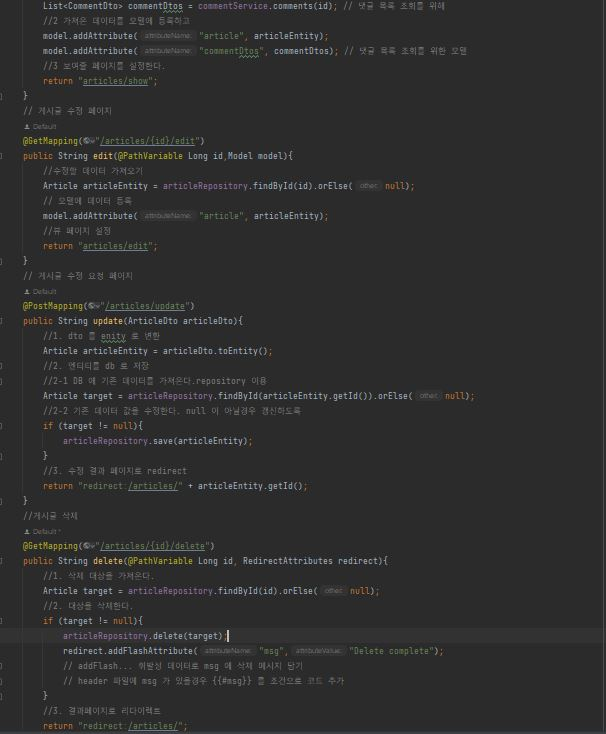 List<CommentDto> commentDtos = commentService.comments(id); // 댓글 목록 조회를 위해
//2 가져온 데이터를 모델에 등록하고
model.addAttribute( attributeName: "article", articleEntity);
model.addAttribute( attributeName: "commentDtos", commentDtos); // 댓글 목록 조회를 위한 모델
//3 보여줄 페이지를 설정한다.
return "articles/show";
}
// 게시글 수정 페이지
Default
@GetMapping("/articles/{id}/edit")
public String edit(@PathVariable Long id,Model model){
//수정할 데이터 가져오기
Article articleEntity = articleRepository.findById(id).orElse( other: null);
// 모델에 데이터 등록
model.addAttribute( attributeName: "article", articleEntity);
//뷰 페이지 설정
return "articles/edit";
}
// 게시글 수정 요청 페이지
Default
@PostMapping("/articles/update")
public String update(ArticleDto articleDto){
//1. dto 를 enity 로 변환
Article articleEntity = articleDto.toEntity();
//2. 엔티티를 db 로 저장
//2-1 DB 에 기존 데이터를 가져온다.repository 이용
Article target = articleRepository.findById(articleEntity.getId()).orElse( other: null);
//2-2 기존 데이터 값을 수정한다. null 이 아닐경우 갱신하도록
if (target != null){
articleRepository.save(articleEntity);
}
//3. 수정 결과 페이지로 redirect
return "redirect:/articles/" + articleEntity.getId();
}
//게시글 삭제
Default *
@GetMapping("/articles/{id}/delete")
public String delete(@PathVariable Long id, RedirectAttributes redirect){
//1. 삭제 대상을 가져온다.
Article target = articleRepository.findById(id).orElse( other: null);
//2. 대상을 삭제한다.
if (target != null){
articleRepository.delete(target);
redirect.addFlashAttribute( attributeName: "msg", attributeValue: "Delete complete");
// addFlash... 휘발성 데이터로 msg 에 삭제 메시지 담기
// header 파일에 msg 가 있을경우 {{#msg}} 를 조건으로 코드 추가
}
//3. 결과페이지로 리다이렉트
return "redirect:/articles/";